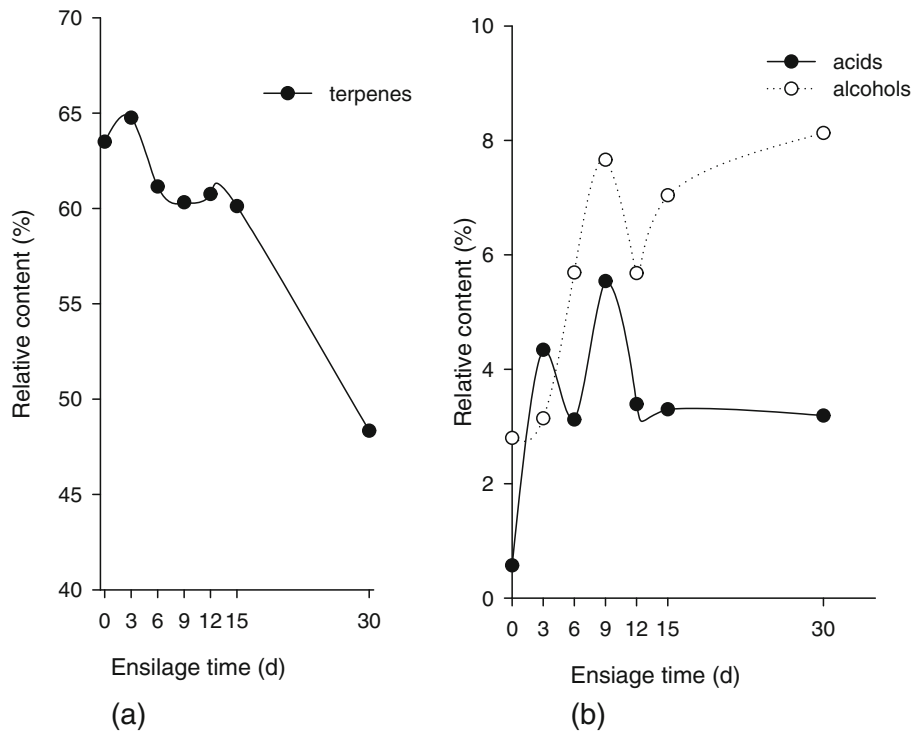 70
65
60
55
50
45
40
Relative content (%)
terpenes
0 3 6 9 12 15 30
Ensilage time (d)
(a)
10
8
6
4
2
0
Relative content (%)
acids
alcohols
0 3 6 9 12 15 30
Ensiage time (d)
(b)